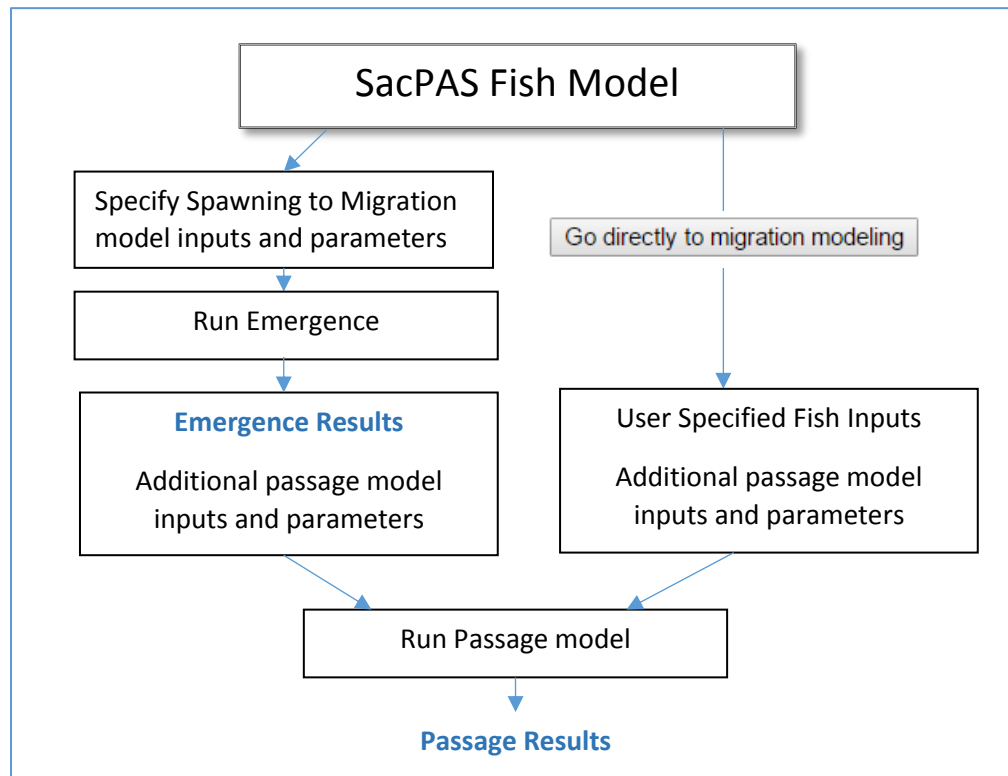 SacPAS Fish Model
Specify Spawning to Migration
model inputs and parameters
Go directly to migration modeling
Run Emergence
Emergence Results
Additional passage model
inputs and parameters
User Specified Fish Inputs
Additional passage model
inputs and parameters
Run Passage model
Passage Results